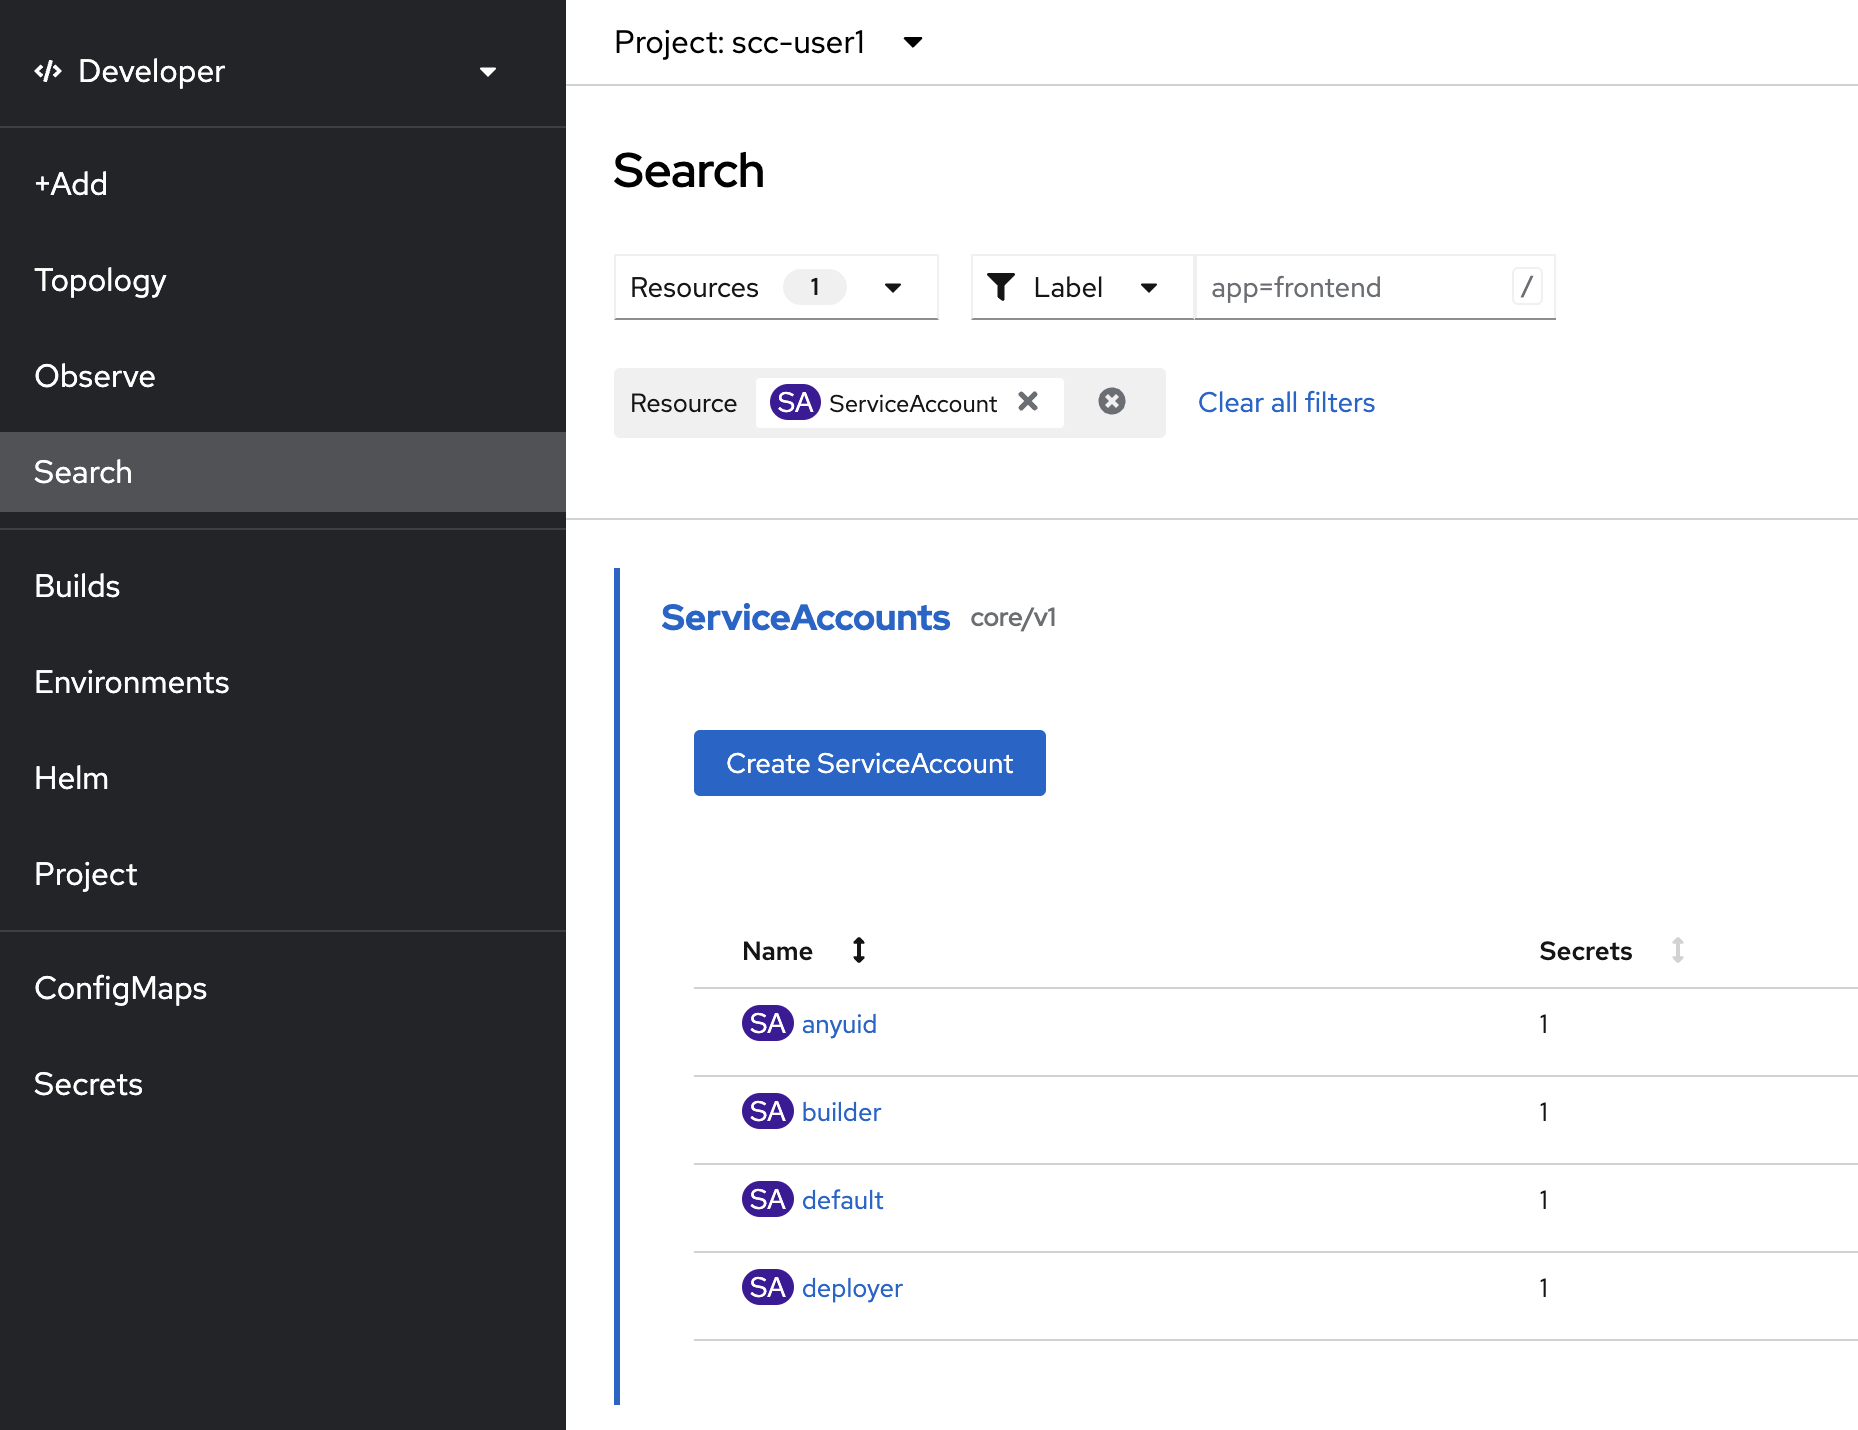 Developer
+Add
Topology
Observe
Search
Builds
Environments
Helm
Project
ConfigMaps
Secrets
Project: scc-user1
Search
Resources 1
Label
app=frontend /
Resource SA ServiceAccount
Clear all filters
ServiceAccounts core/v1
Create ServiceAccount
Name Secrets
SA anyuid 1
SA builder 1
SA default 1
SA deployer 1